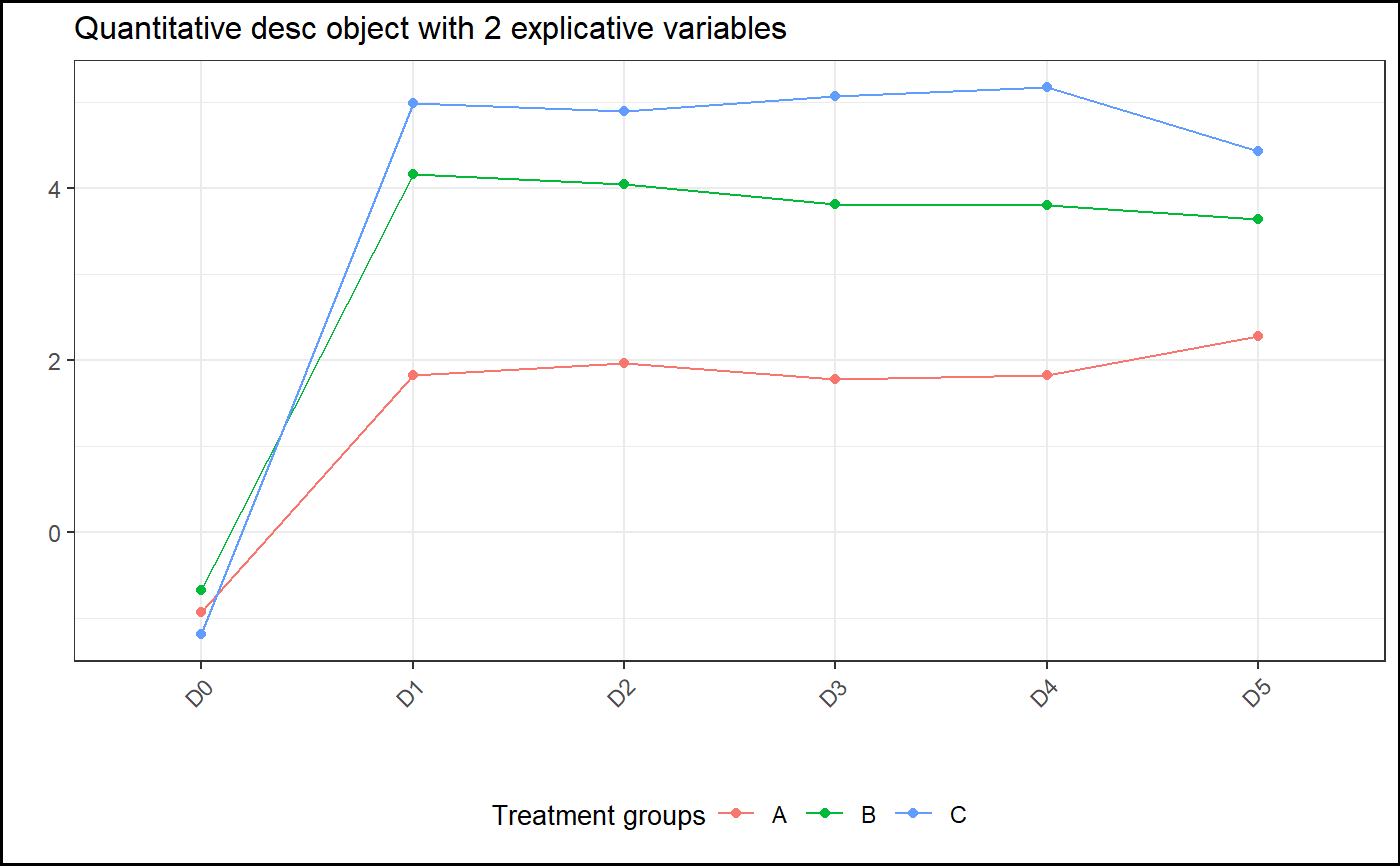 Quantitative desc object with 2 explicative variables
4
2
0
D0 D1 D2 D3 D4 D5
Treatment groups A B C